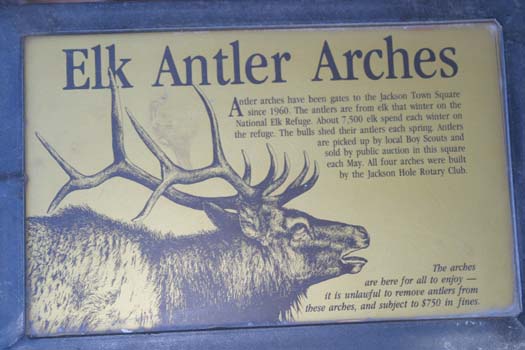 Elk Antler Arches
Antler arches have been gates to the Jackson Town Square
since 1960. The antlers are from elk that winter on the
National Elk Refuge. About 7,500 elk spend each winter on
the refuge. The bulls shed their antlers each spring. Antlers
are picked up by local Boy Scouts and
sold by public auction in this square
each May. All four arches were built
by the Jackson Hole Rotary Club.
The arches
are here for all to enjoy —
it is unlawful to remove antlers from
these arches, and subject to $750 in fines.